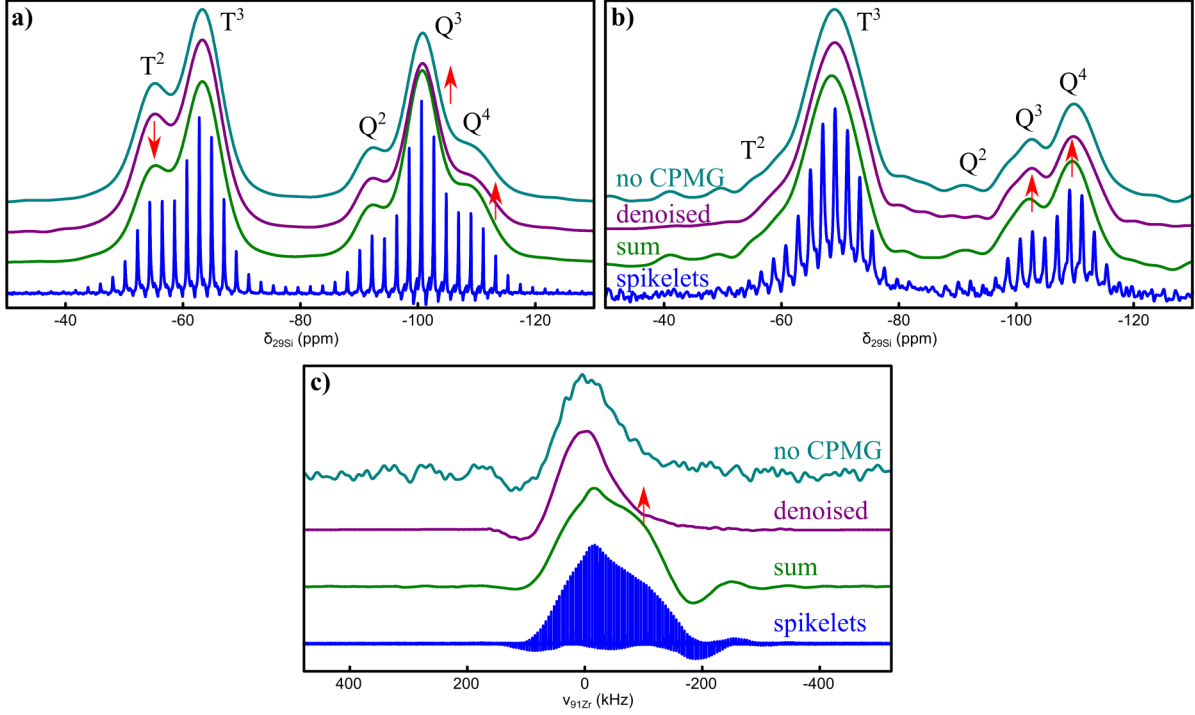 a)
T³
T²
Q³
Q²
Q⁴
-40
-60
-80
-100
-120
δ29Si (ppm)
b)
T³
T²
Q⁴
Q³
Q²
no CPMG
denoised
sum
spikelets
-40
-60
-80
-100
-120
δ29Si (ppm)
c)
no CPMG
denoised
sum
spikelets
400
200
0
-200
-400
ν91Zr (kHz)